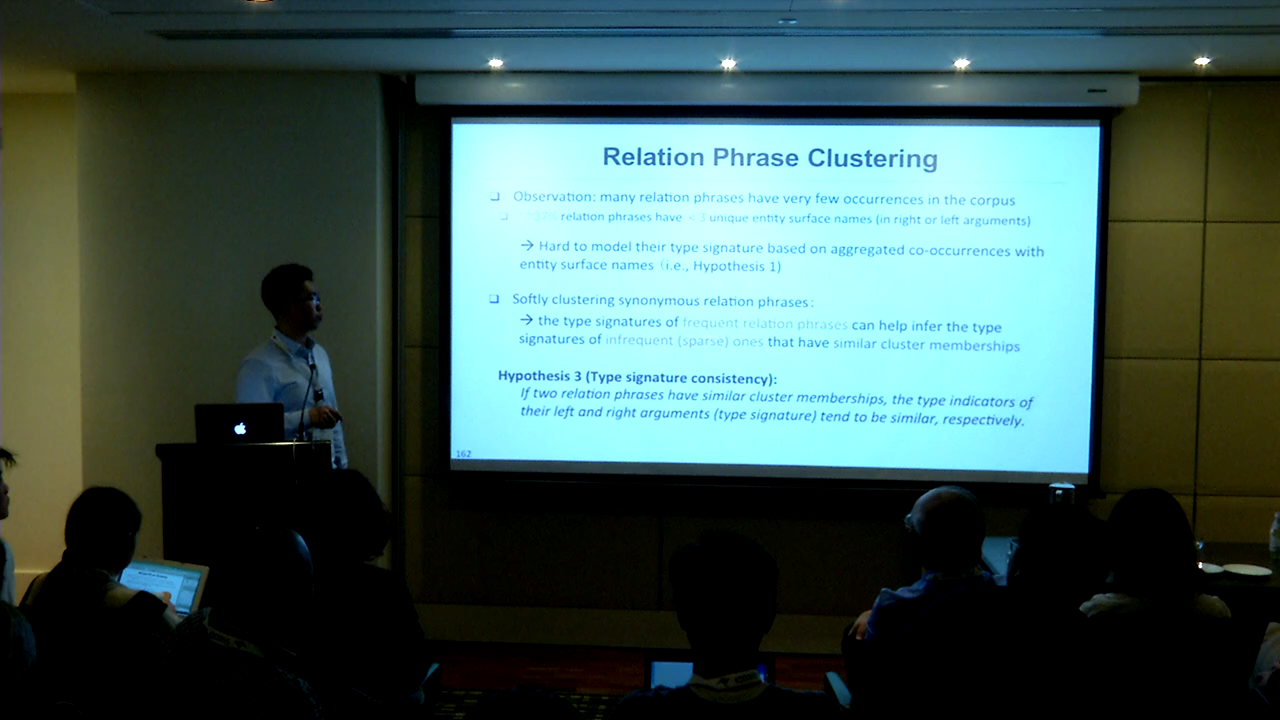 Relation Phrase Clustering
Observation: many relation phrases have very few occurrences in the corpus
relation phrases have < 3 unique entity surface names (in right or left arguments)
→ Hard to model their type signature based on aggregated co-occurrences with
entity surface names (i.e., Hypothesis 1)
Softly clustering synonymous relation phrases:
→ the type signatures of frequent relation phrases can help infer the type
signatures of infrequent (sparse) ones that have similar cluster memberships
Hypothesis 3 (Type signature consistency):
If two relation phrases have similar cluster memberships, the type indicators of
their left and right arguments (type signature) tend to be similar, respectively.
162